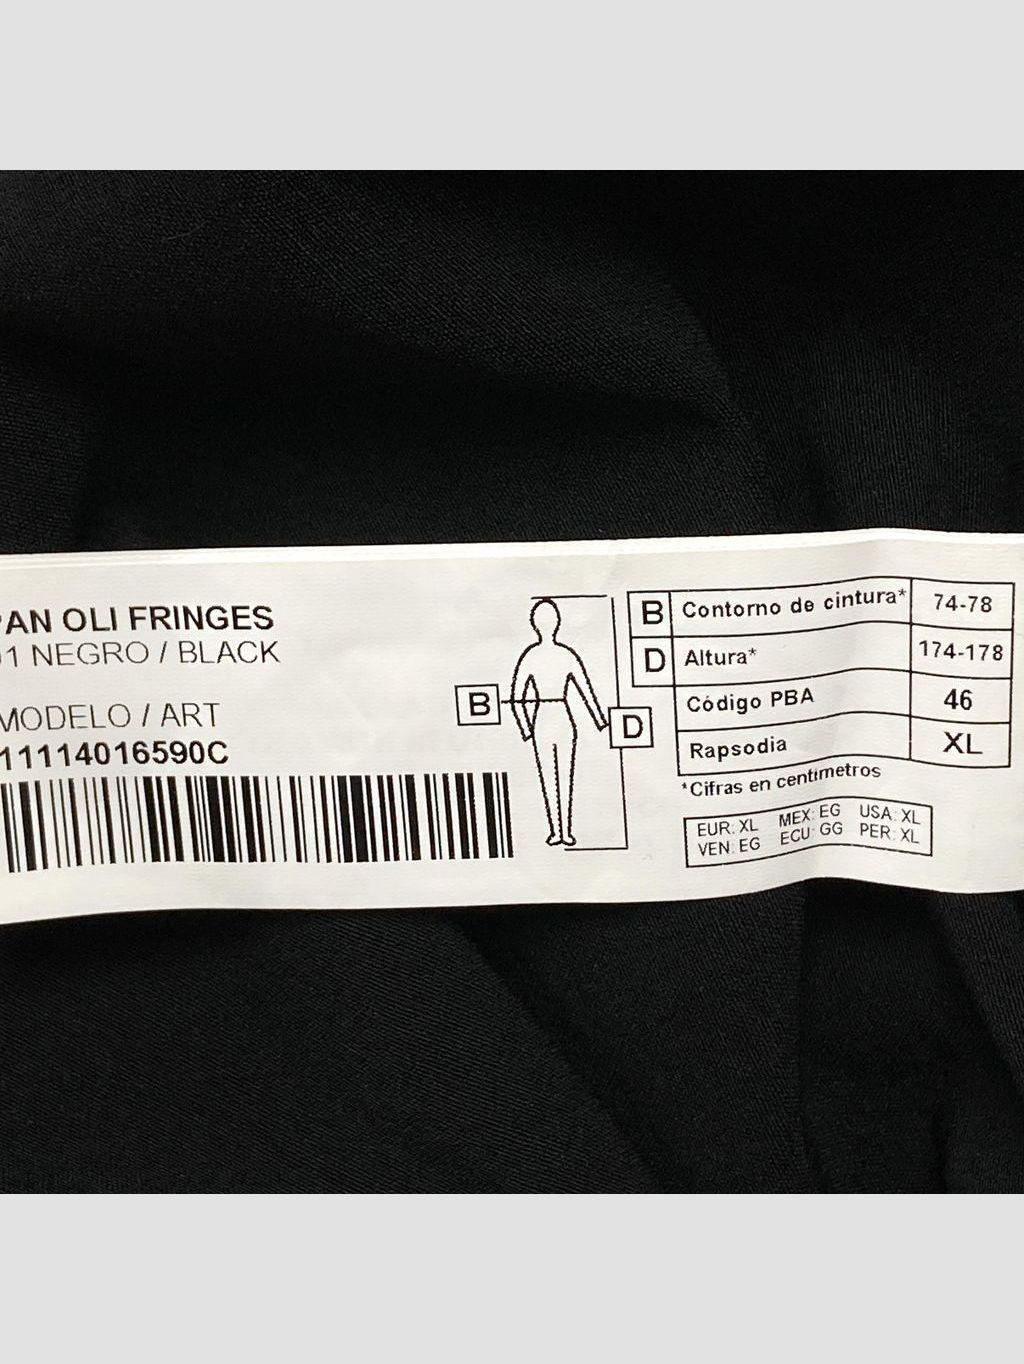 PAN OLI FRINGES
01 NEGRO / BLACK
MODELO / ART
11114016590C
B
D
B Contorno de cintura* 74-78
D Altura* 174-178
Código PBA 46
Rapsodia XL
*Cifras en centimetros
EUR: XL MEX: EG USA: XL
VEN: EG ECU: GG PER: XL